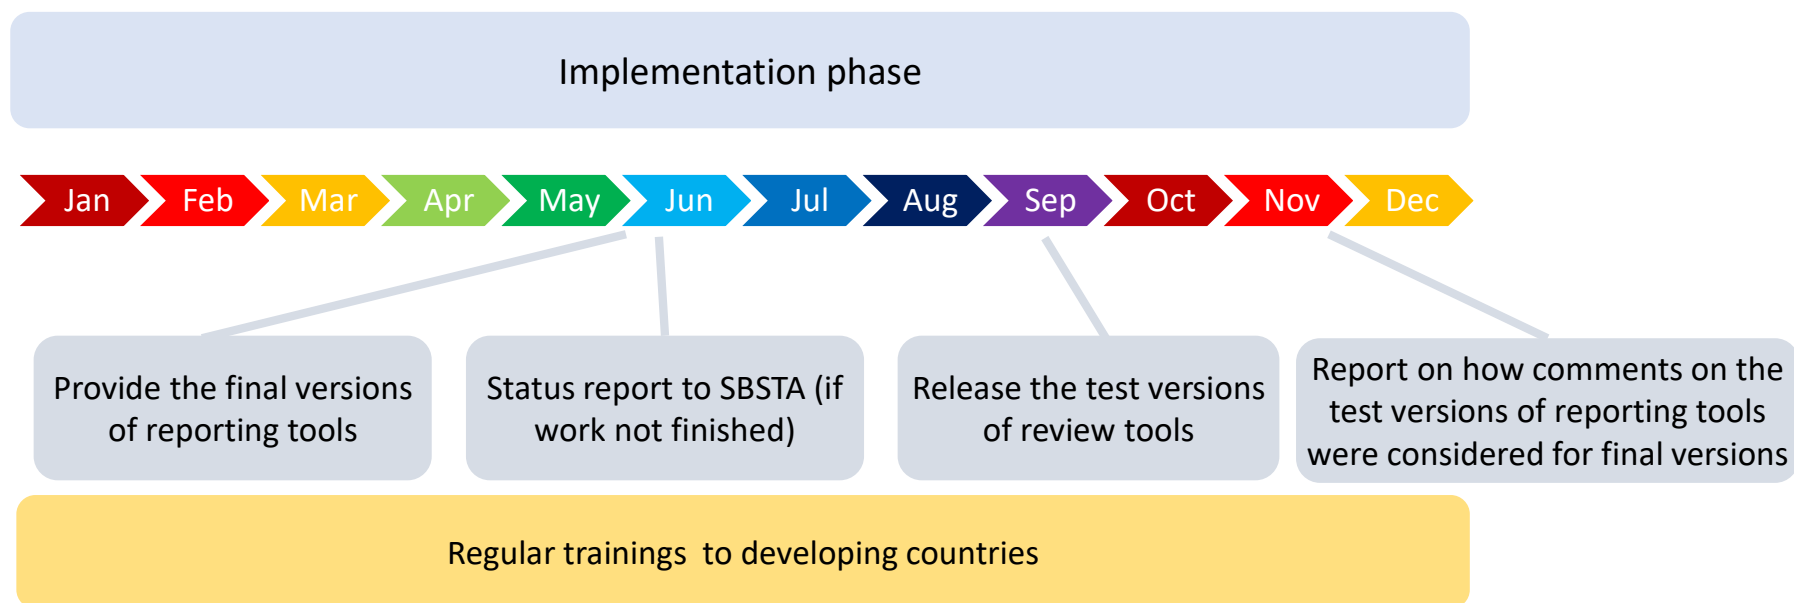 Implementation phase
Jan Feb Mar Apr May Jun Jul Aug Sep Oct Nov Dec
Provide the final versions
of reporting tools
Status report to SBSTA (if
work not finished)
Release the test versions
of review tools
Report on how comments on the
test versions of reporting tools
were considered for final versions
Regular trainings  to developing countries